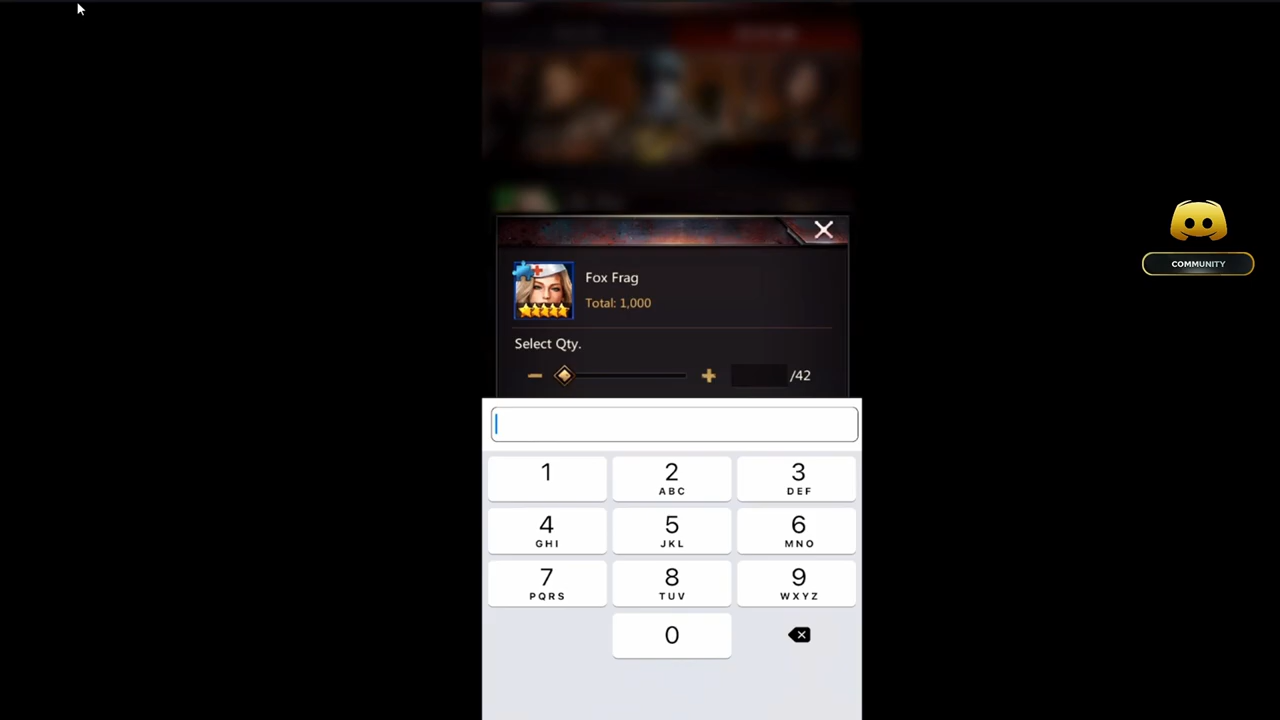 Fox Frag
Total: 1,000
Select Qty.
/42
COMMUNITY
1
2
ABC
3
DEF
4
GHI
5
JKL
6
MNO
7
PQRS
8
TUV
9
WXYZ
0